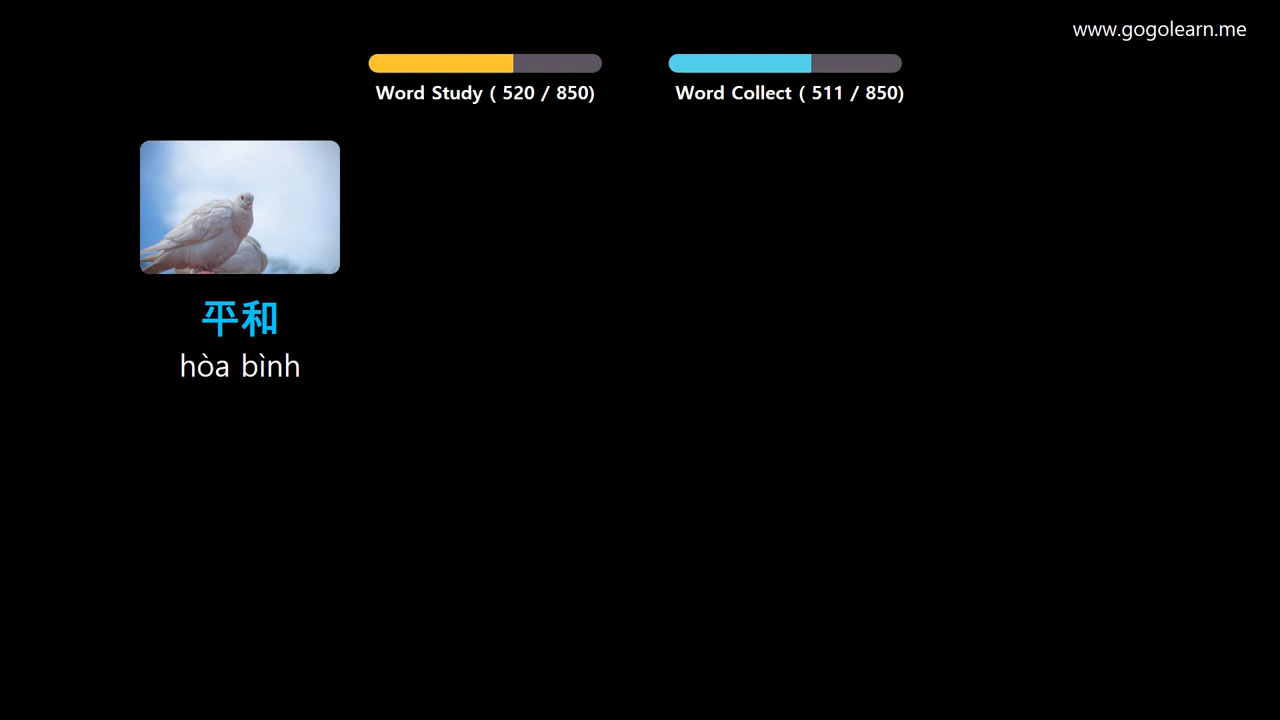 www.gogolearn.me
Word Study ( 520 / 850)
Word Collect ( 511 / 850)
平和
hòa bình